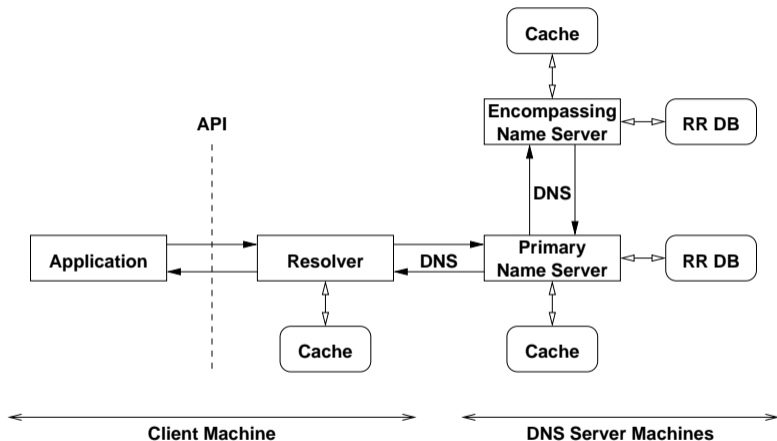 Cache
Encompassing
Name Server
RR DB
API
DNS
Application
Resolver
DNS
Primary
Name Server
RR DB
Cache
Cache
Client Machine
DNS Server Machines